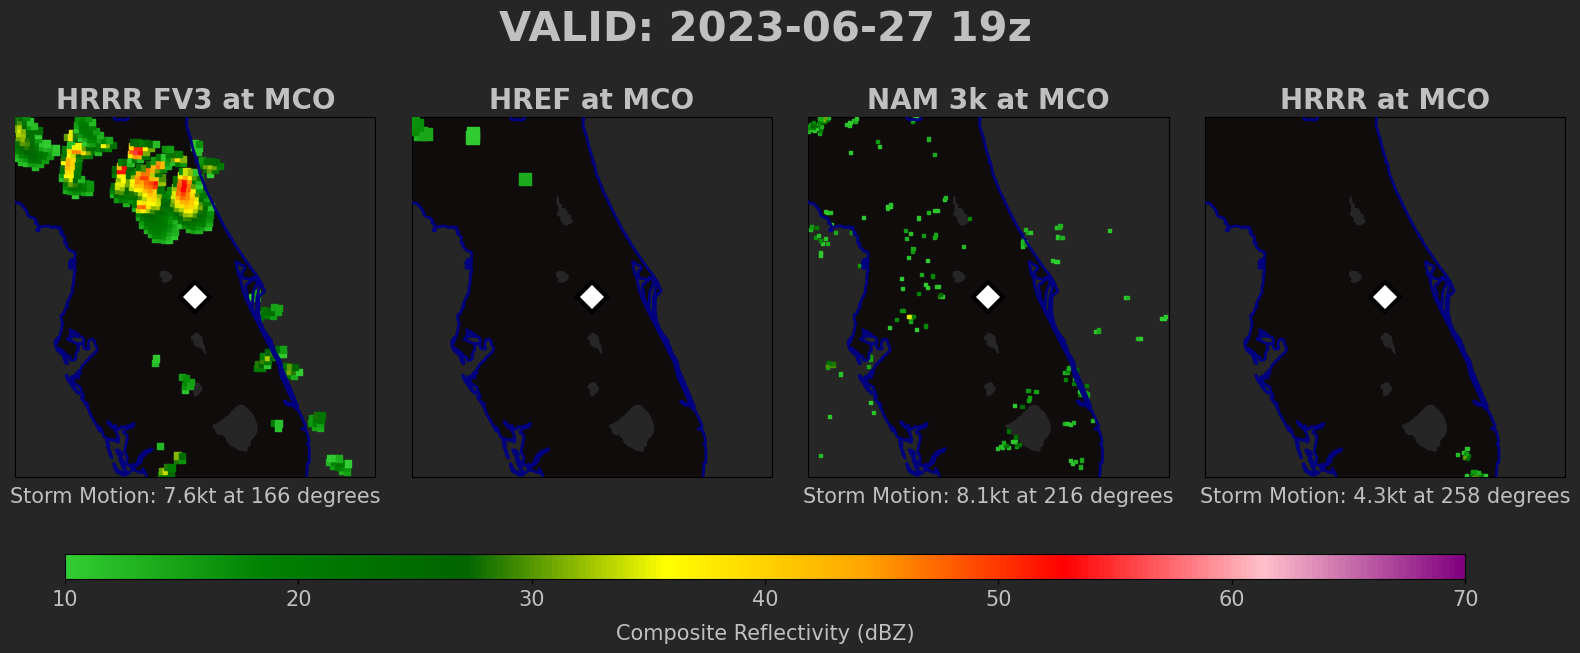 VALID: 2023-06-27 19z
HRRR FV3 at MCO
HREF at MCO
NAM 3k at MCO
HRRR at MCO
Storm Motion: 7.6kt at 166 degrees
Storm Motion: 8.1kt at 216 degrees
Storm Motion: 4.3kt at 258 degrees
10 20 30 40 50 60 70
Composite Reflectivity (dBZ)